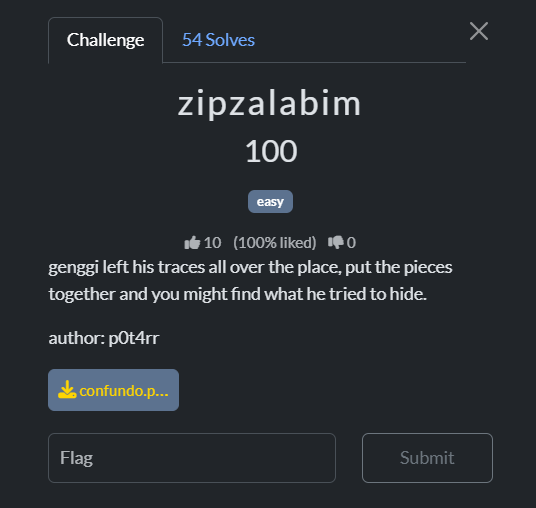 Challenge
54 Solves
zipzalabim
100
easy
10 (100% liked) 0
genggi left his traces all over the place, put the pieces
together and you might find what he tried to hide.
author: p0t4rr
confundo.p...
Flag
Submit